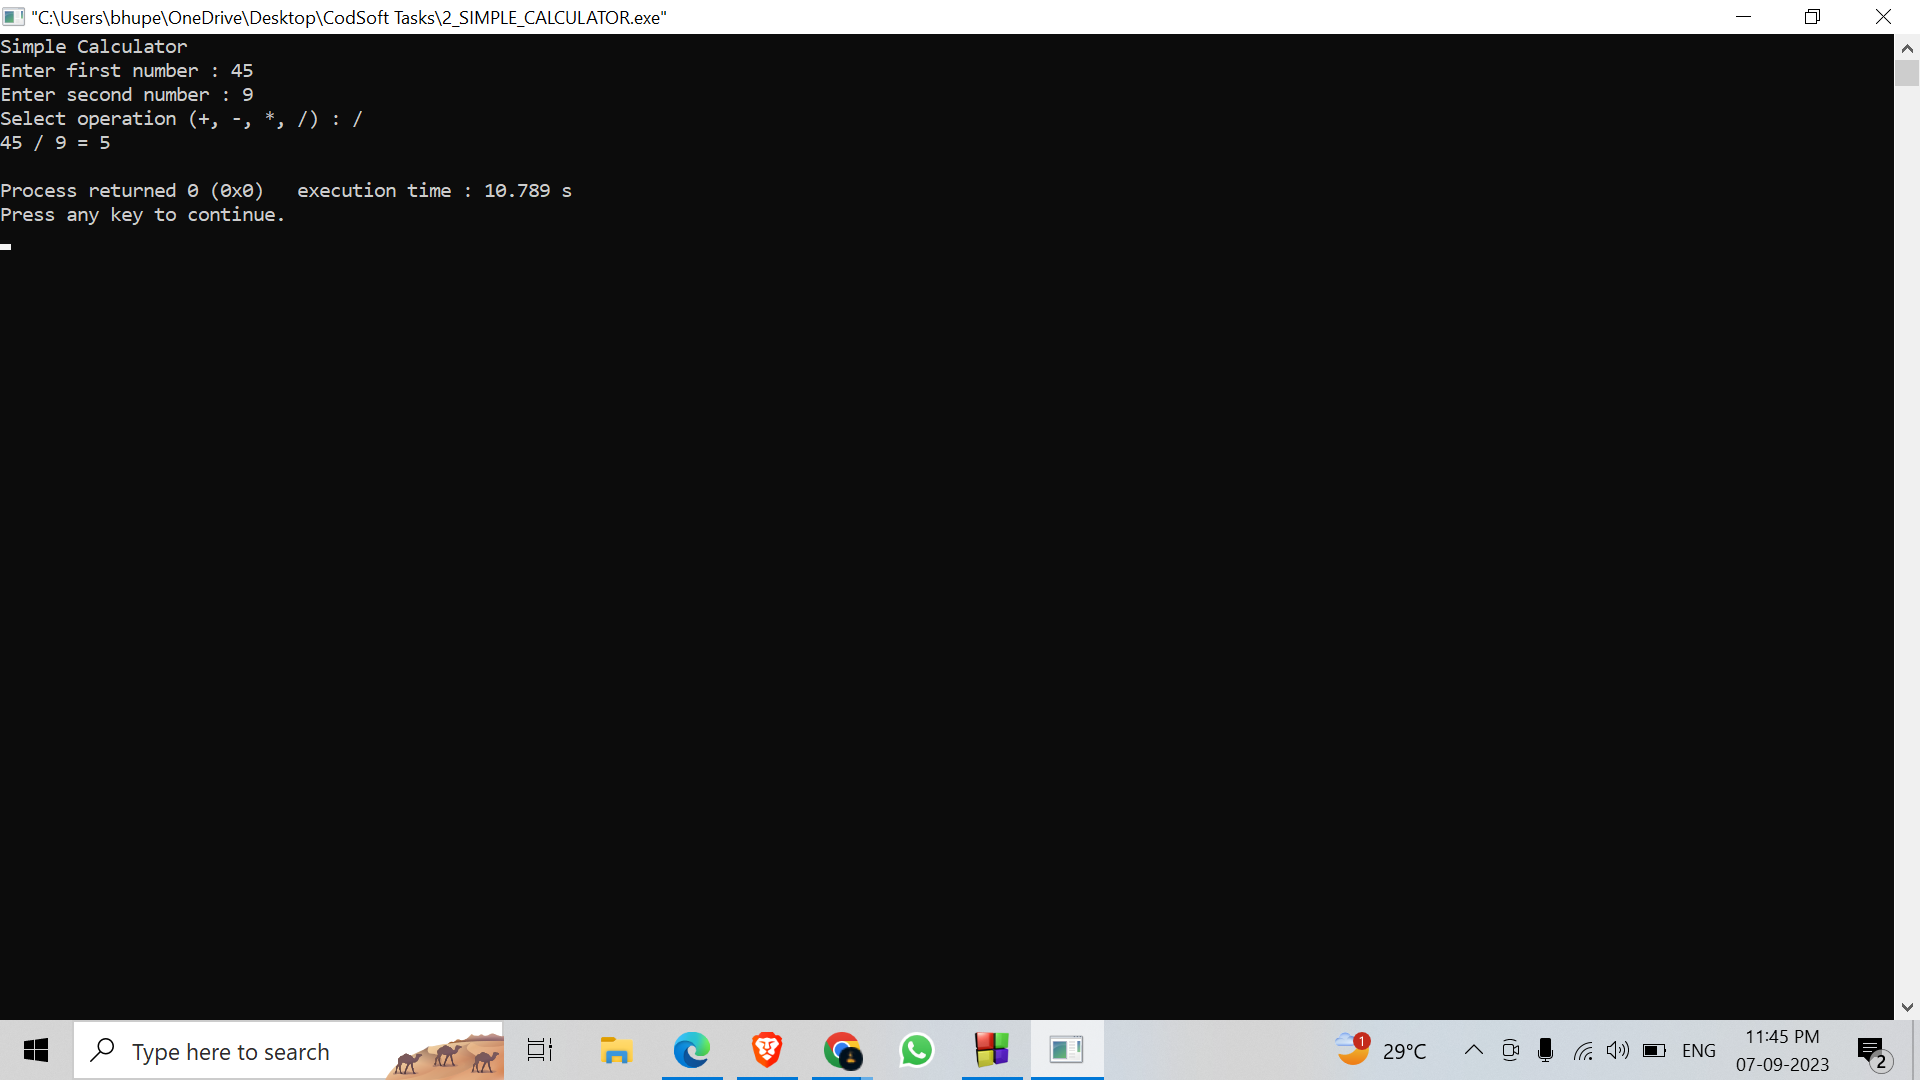 "C:\Users\bhupe\OneDrive\Desktop\CodSoft Tasks\2_SIMPLE_CALCULATOR.exe"
Simple Calculator
Enter first number : 45
Enter second number : 9
Select operation (+, -, *, /) : /
45 / 9 = 5
Process returned 0 (0x0)   execution time : 10.789 s
Press any key to continue.
Type here to search
1
29°C
ENG
11:45 PM
07-09-2023
2